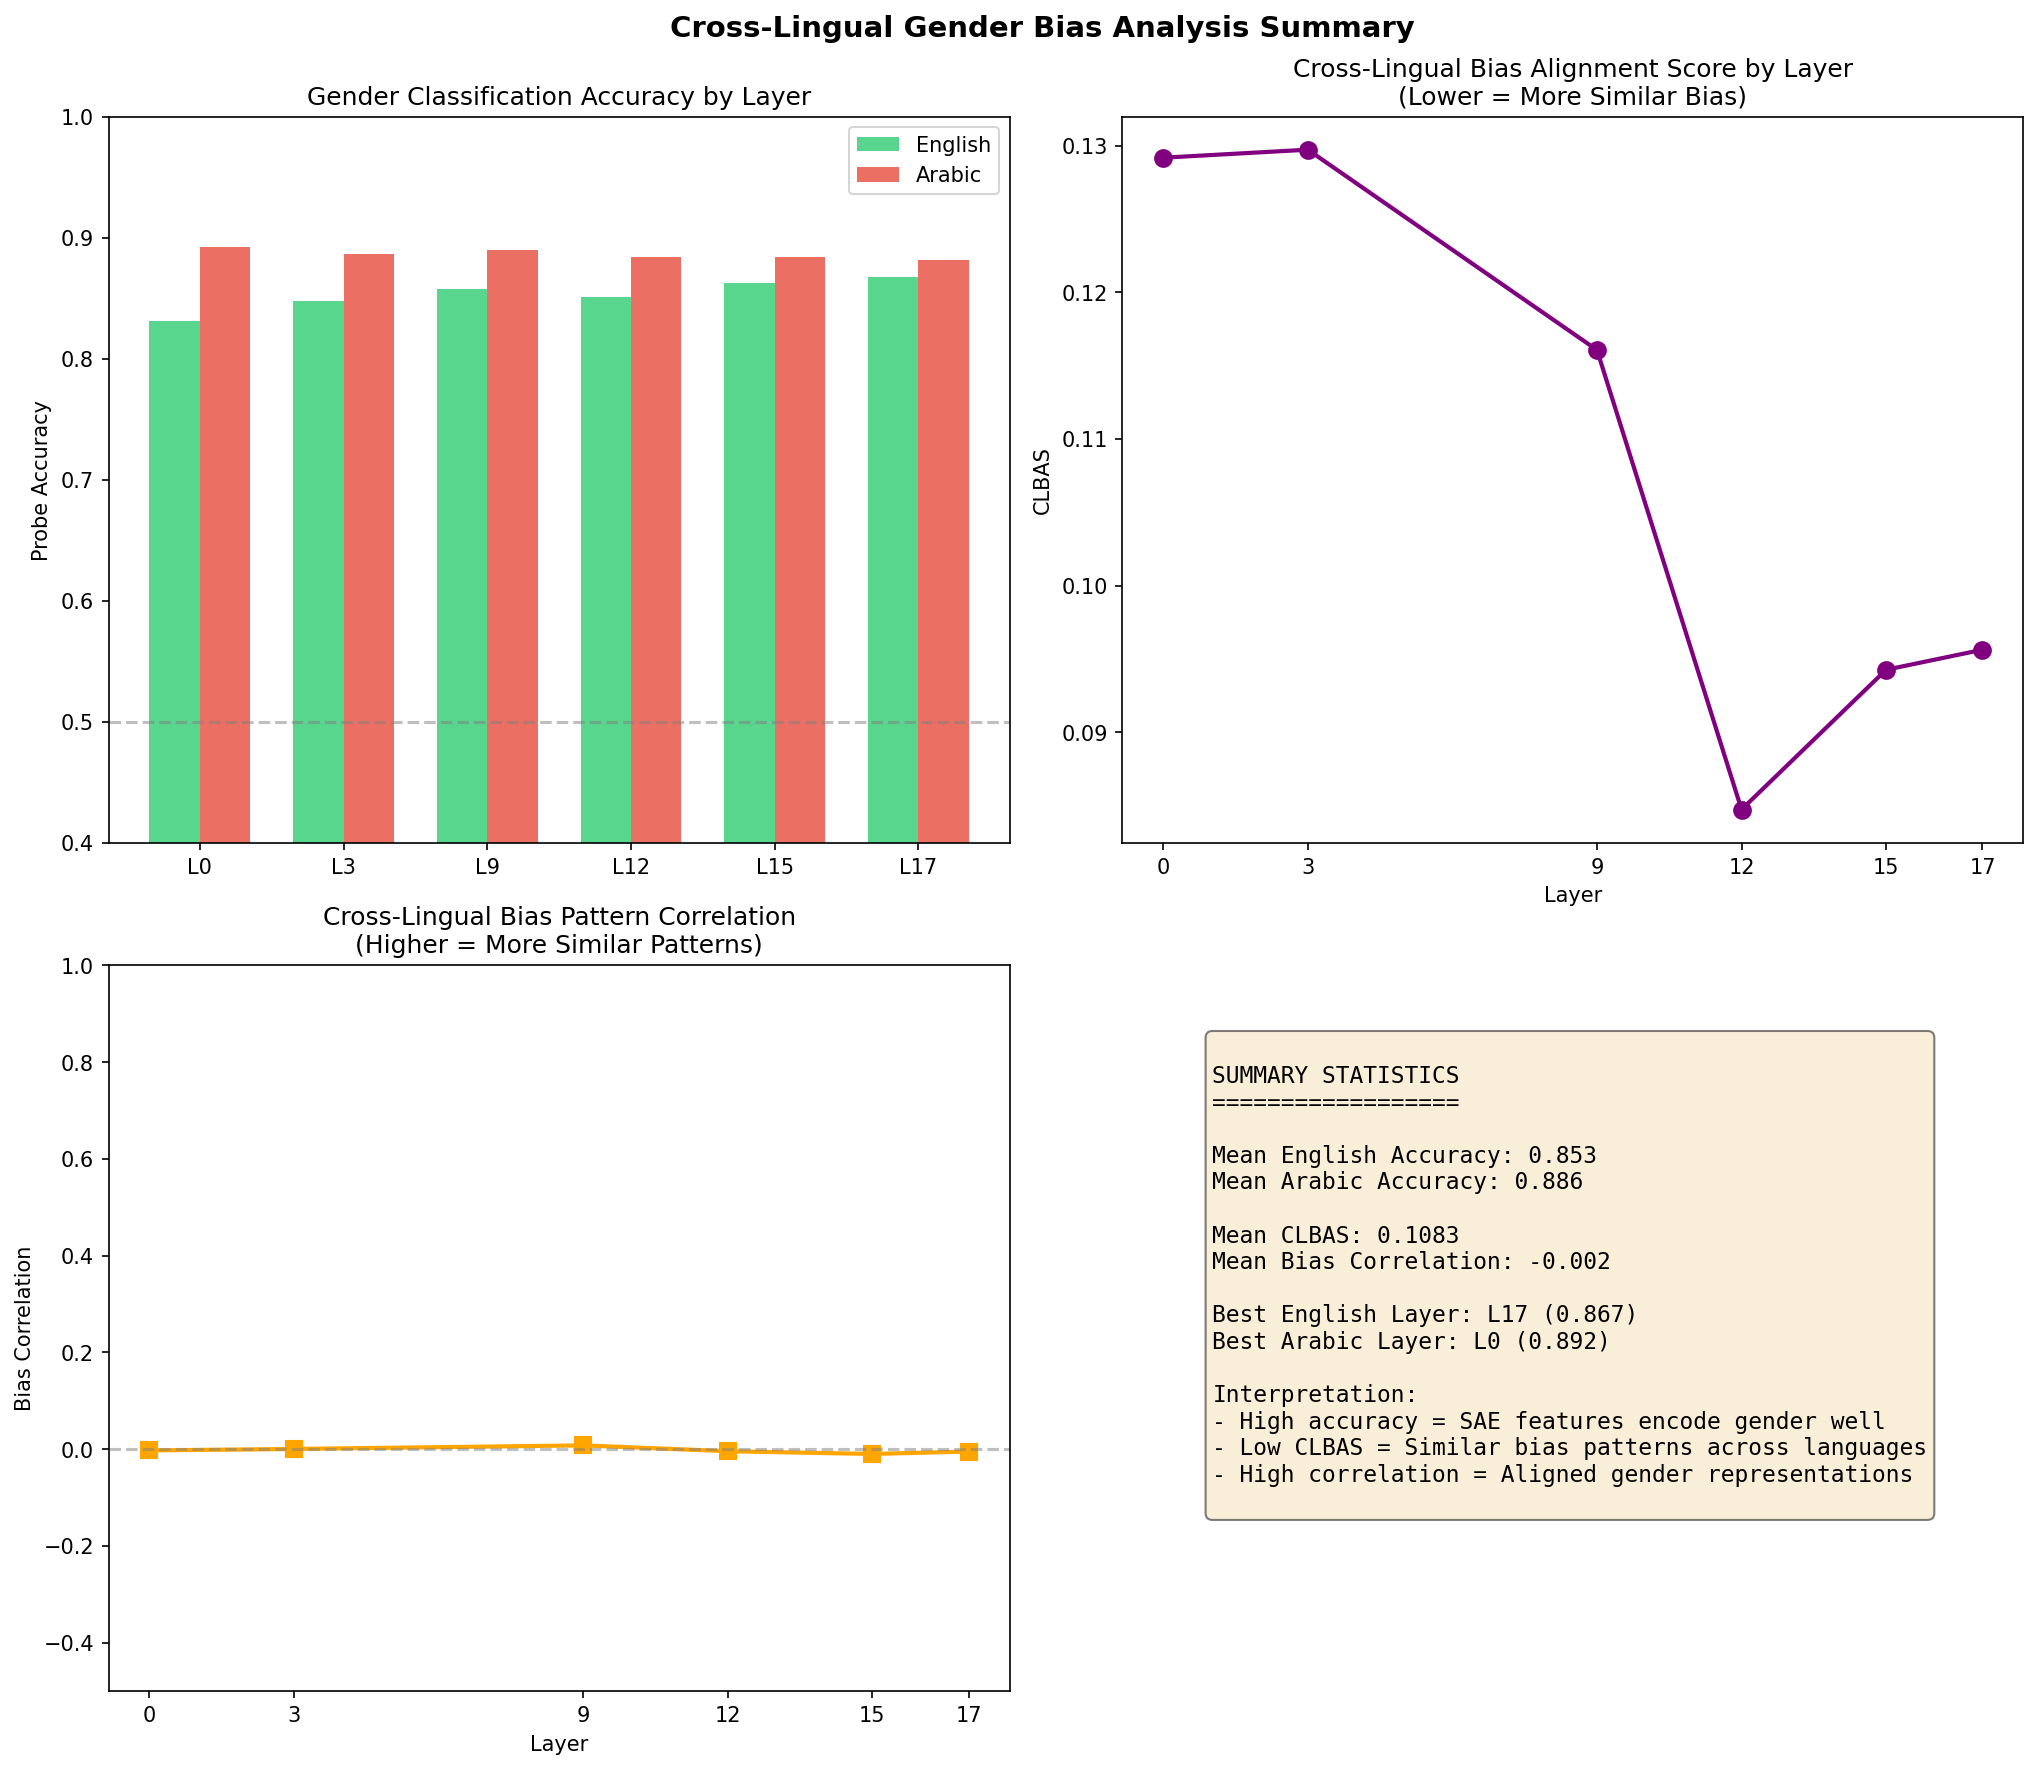 Cross-Lingual Gender Bias Analysis Summary
Gender Classification Accuracy by Layer
1.0
0.9
0.8
0.7
0.6
0.5
0.4
Probe Accuracy
English
Arabic
L0
L3
L9
L12
L15
L17
Cross-Lingual Bias Alignment Score by Layer
(Lower = More Similar Bias)
0.13
0.12
0.11
0.10
0.09
CLBAS
0
3
9
12
15
17
Layer
Cross-Lingual Bias Pattern Correlation
(Higher = More Similar Patterns)
1.0
0.8
0.6
0.4
0.2
0.0
−0.2
−0.4
Bias Correlation
0
3
9
12
15
17
Layer
SUMMARY STATISTICS
==================
Mean English Accuracy: 0.853
Mean Arabic Accuracy: 0.886
Mean CLBAS: 0.1083
Mean Bias Correlation: -0.002
Best English Layer: L17 (0.867)
Best Arabic Layer: L0 (0.892)
Interpretation:
- High accuracy = SAE features encode gender well
- Low CLBAS = Similar bias patterns across languages
- High correlation = Aligned gender representations